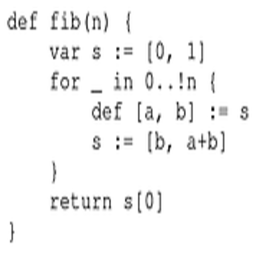 def fib(n) {
    var s := [0, 1]
    for _ in 0..!n {
        def [a, b] := s
        s := [b, a+b]
    }
    return s[0]
}